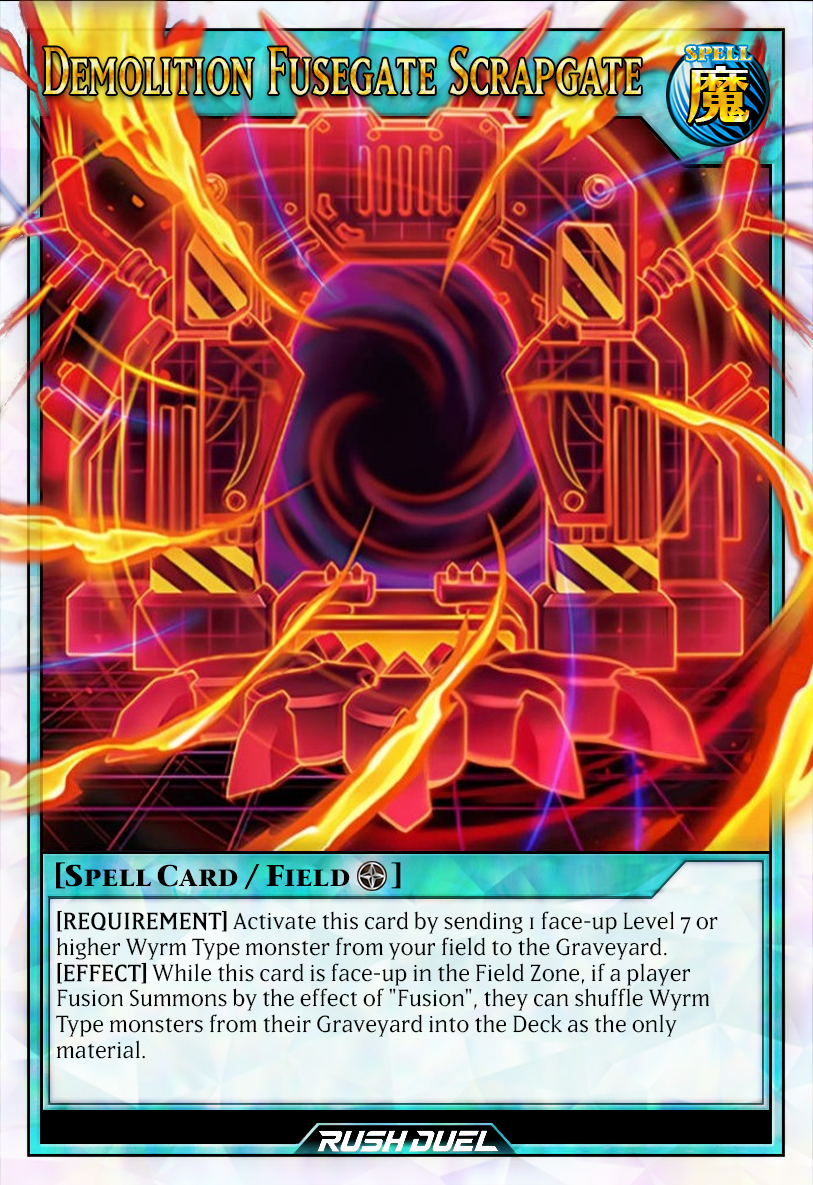 Demolition Fusegate Scrapgate
SPELL
魔
[Spell Card / Field]
[REQUIREMENT] Activate this card by sending 1 face-up Level 7 or
higher Wyrm Type monster from your field to the Graveyard.
[EFFECT] While this card is face-up in the Field Zone, if a player
Fusion Summons by the effect of "Fusion", they can shuffle Wyrm
Type monsters from their Graveyard into the Deck as the only
material.
RUSH DUEL